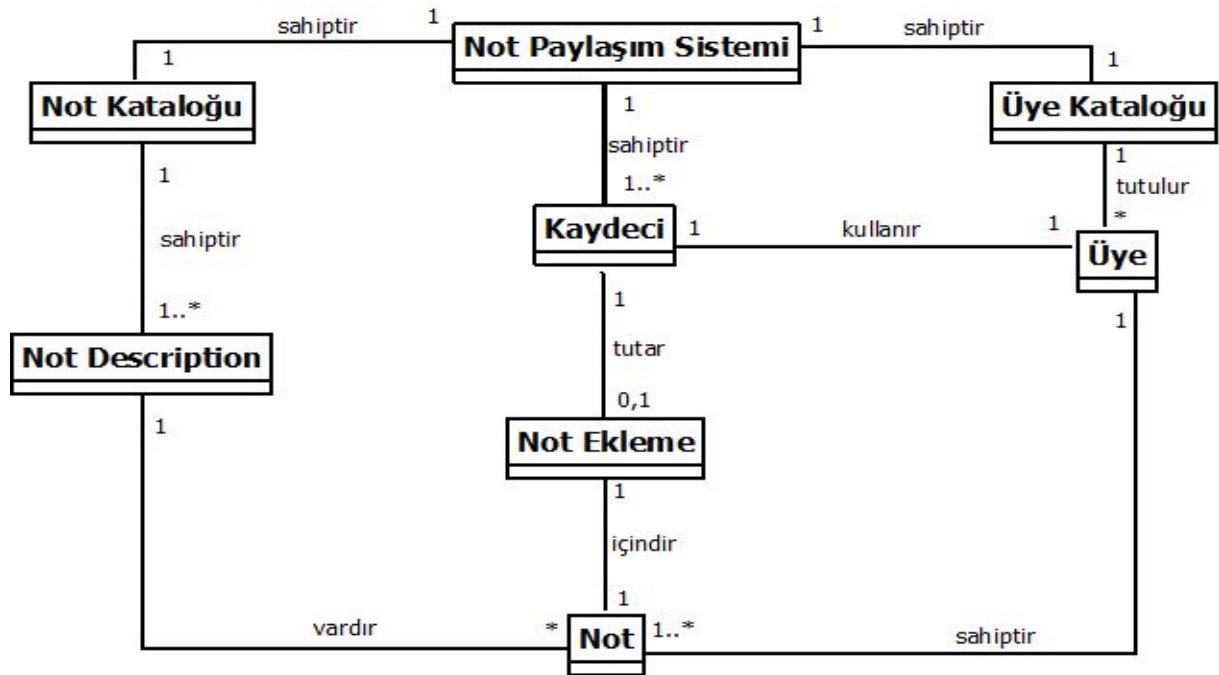 sahiptir
1
1
Not Paylaşım Sistemi
1
sahiptir
1
Not Kataloğu
Üye Kataloğu
1
sahiptir
1..*
1
tutulur
*
1
sahiptir
1..*
Kaydeci
1
kullanır
1
Üye
1
tutar
0,1
1
Not Description
1
Not Ekleme
1
içindir
1
vardır
*
Not
1..*
sahiptir